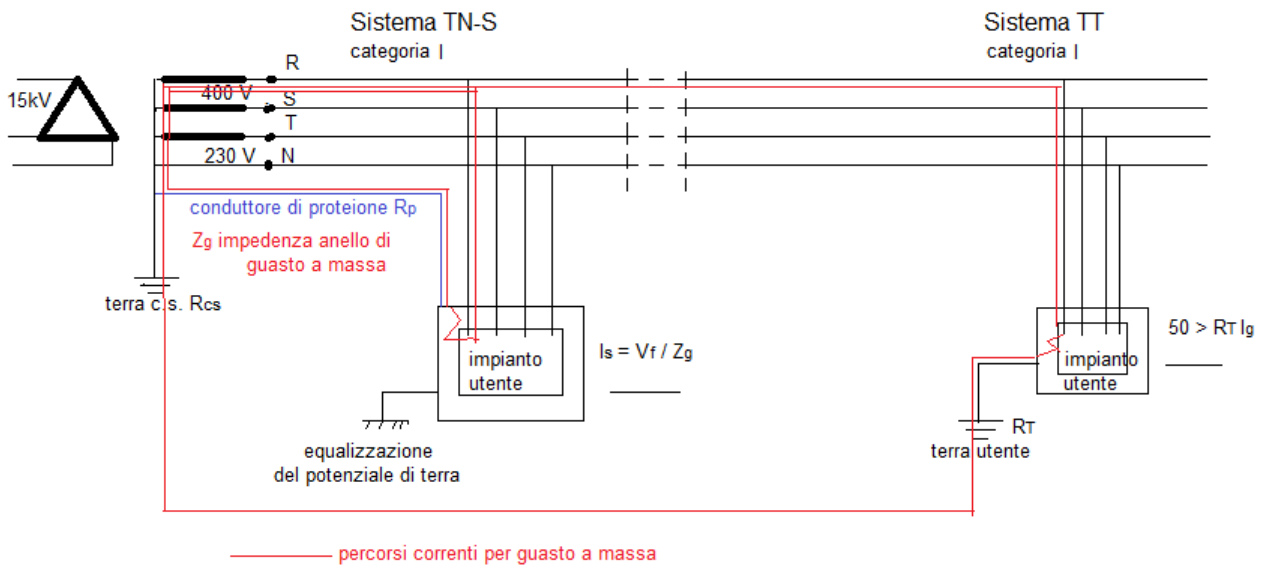 Sistema TN-S
categoria I
Sistema TT
categoria I
15kV
R
400 V
S
T
230 V
N
conduttore di proteione Rp
Zg impedenza anello di
guasto a massa
terra c.s. Rcs
impianto
utente
Is = Vf / Zg
equalizzazione
del potenziale di terra
impianto
utente
50 > RT Ig
RT
terra utente
percorsi correnti per guasto a massa